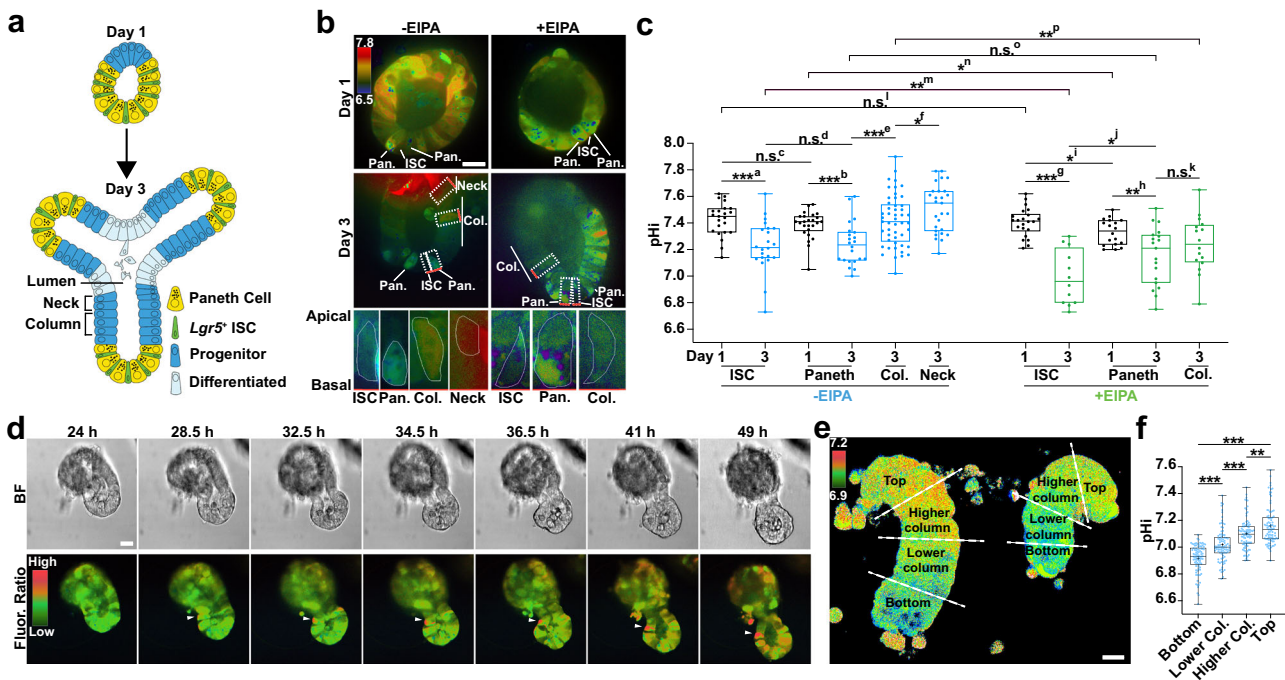 a
Day 1
Day 3
Lumen
Neck
Column
Paneth Cell
Lgr5+ ISC
Progenitor
Differentiated
b
-EIPA +EIPA
7.8
6.5
Day 1
Pan. ISC Pan.
Pan. ISC Pan.
Day 3
Neck
Col.
Pan. ISC Pan.
Col.
Pan. ISC Pan.
Apical
Basal
ISC Pan. Col. Neck ISC Pan. Col.
c
**p
n.s.o
*n
**m
n.s.l
n.s.d ***e *f
n.s.c
***a ***b
*j
*i
***g **h n.s.k
pHi
8.0
7.8
7.6
7.4
7.2
7.0
6.8
6.6
Day 1 3 1 3 3 3 1 3 1 3 3
ISC Paneth Col. Neck ISC Paneth Col.
-EIPA +EIPA
d
24 h 28.5 h 32.5 h 34.5 h 36.5 h 41 h 49 h
BF
Fluor. Ratio
High
Low
e
7.2
6.9
Top
Higher
column
Lower
column
Bottom
Higher
column
Top
Lower
column
Bottom
f
***
*** *** **
pHi
7.6
7.4
7.2
7.0
6.8
6.6
Bottom
Lower Col.
Higher Col.
Top